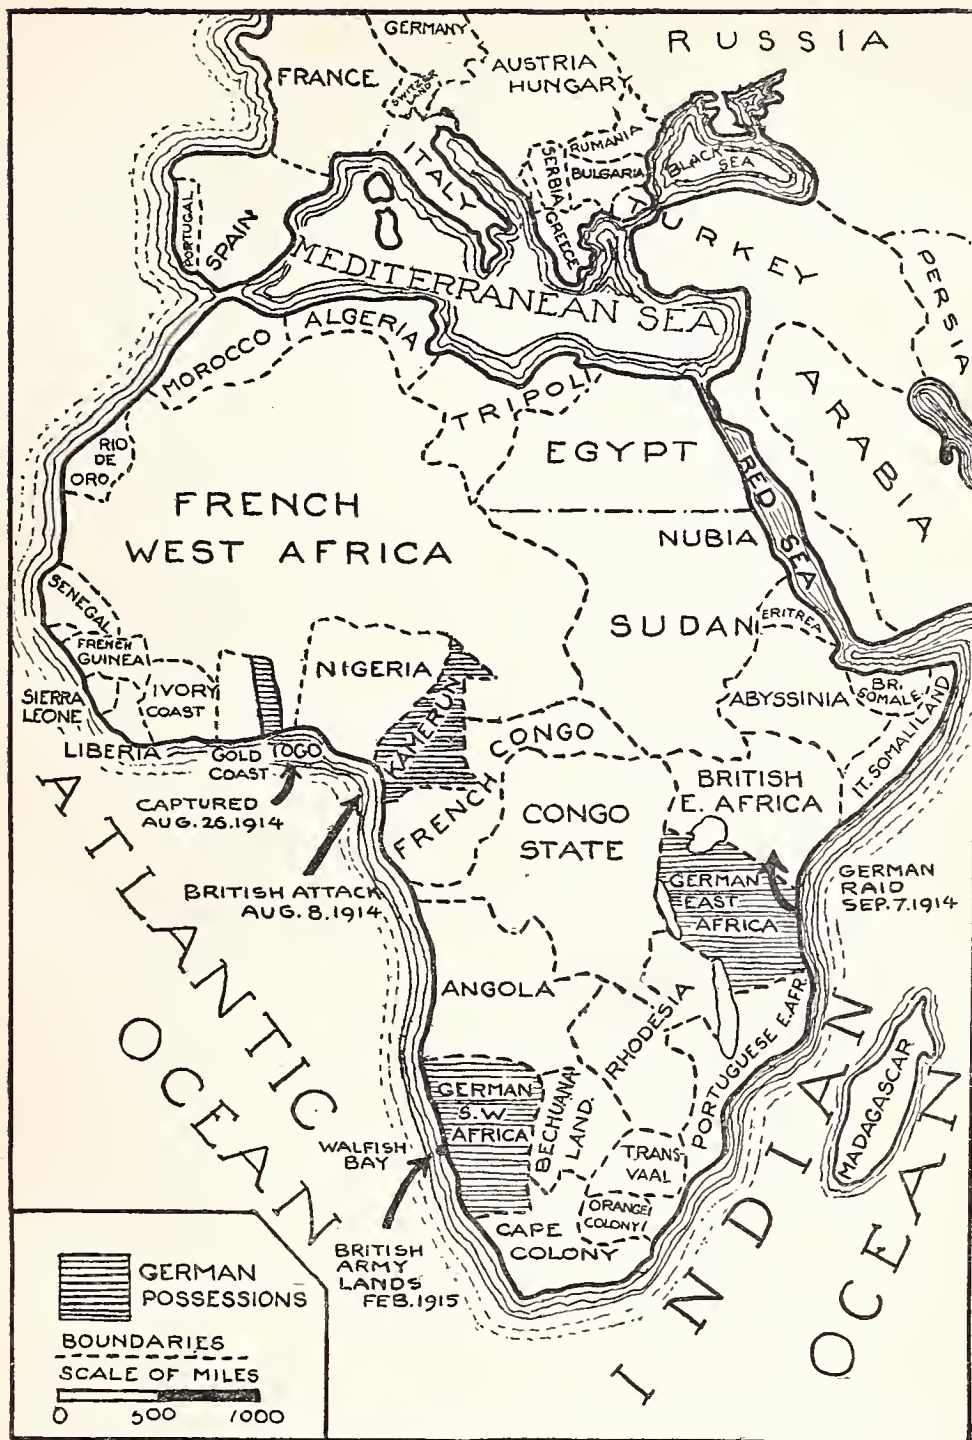 GERMANY
RUSSIA
FRANCE
SWITZER
LAND
AUSTRIA
HUNGARY
ITALY
SERBIA
RUMANIA
BULGARIA
BLACK
SEA
PORTUGAL
SPAIN
GREECE
TURKEY
PERSIA
MEDITERRANEAN SEA
MOROCCO
ALGERIA
TRIPOLI
ARABIA
RIO
DE
ORO
EGYPT
RED SEA
FRENCH
WEST AFRICA
NUBIA
SENEGAL
SUDAN
ERITREA
FRENCH
GUINEA
NIGERIA
SIERRA
LEONE
IVORY
COAST
KAMERUN
ABYSSINIA
BR.
SOMALE
IT. SOMALILAND
LIBERIA
GOLD
COAST
TOGO
FRENCH CONGO
CAPTURED
AUG. 26. 1914
CONGO
STATE
BRITISH
E. AFRICA
BRITISH ATTACK
AUG. 8. 1914
GERMAN
EAST
AFRICA
GERMAN
RAID
SEP. 7. 1914
ATLANTIC
OCEAN
ANGOLA
RHODESIA
PORTUGUESE E. AFR.
INDIAN
OCEAN
MADAGASCAR
GERMAN
S.W.
AFRICA
BECHUANA
LAND.
WALFISH
BAY
TRANS-
VAAL
ORANGE
COLONY
CAPE
COLONY
BRITISH
ARMY
LANDS
FEB. 1915
GERMAN
POSSESSIONS
BOUNDARIES
SCALE OF MILES
0 500 1000